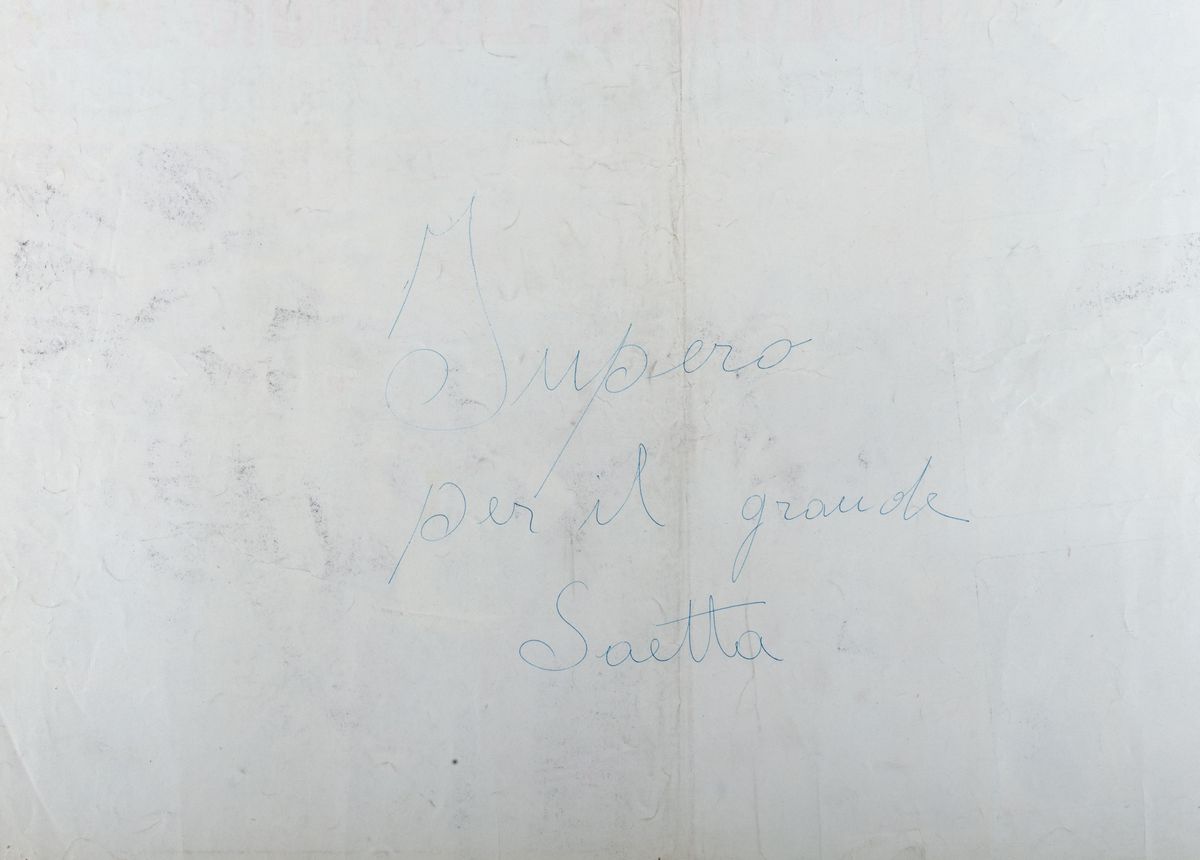 Supero
per il grande
Saetta